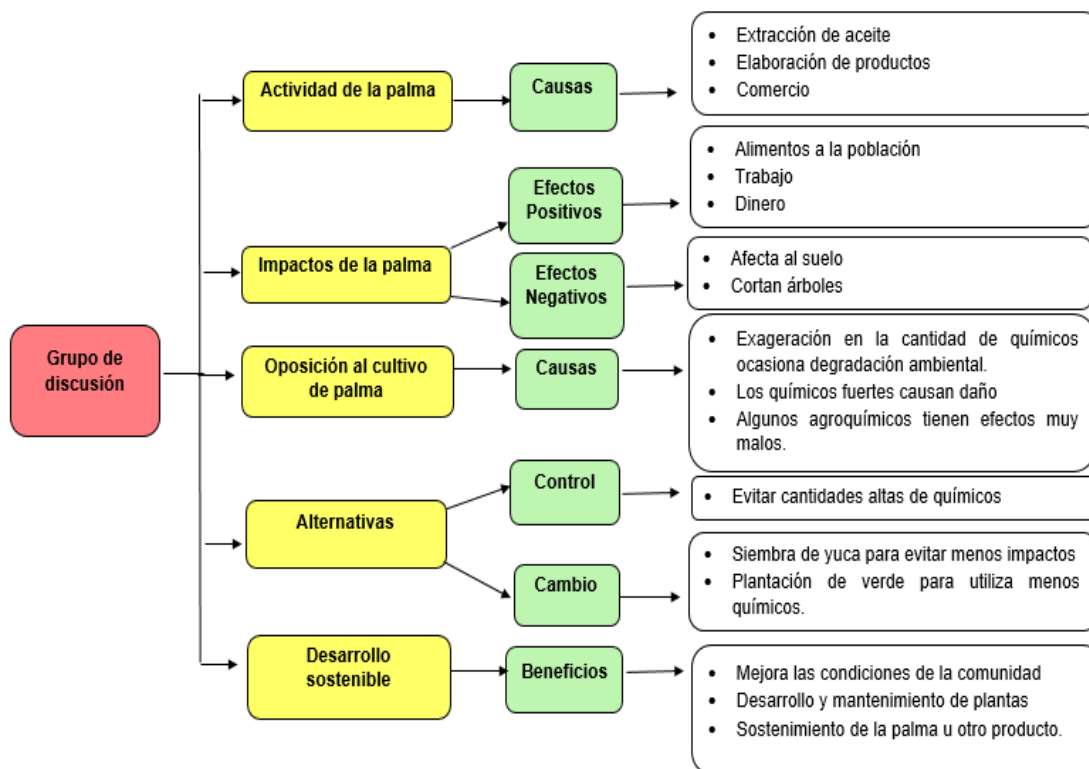 Grupo de
discusión
Actividad de la palma
Causas
• Extracción de aceite
• Elaboración de productos
• Comercio
Impactos de la palma
Efectos
Positivos
• Alimentos a la población
• Trabajo
• Dinero
Efectos
Negativos
• Afecta al suelo
• Cortan árboles
Oposición al cultivo
de palma
Causas
• Exageración en la cantidad de químicos
ocasiona degradación ambiental.
• Los químicos fuertes causan daño
• Algunos agroquímicos tienen efectos muy
malos.
Alternativas
Control
• Evitar cantidades altas de químicos
Cambio
• Siembra de yuca para evitar menos impactos
• Plantación de verde para utiliza menos
químicos.
Desarrollo
sostenible
Beneficios
• Mejora las condiciones de la comunidad
• Desarrollo y mantenimiento de plantas
• Sostenimiento de la palma u otro producto.